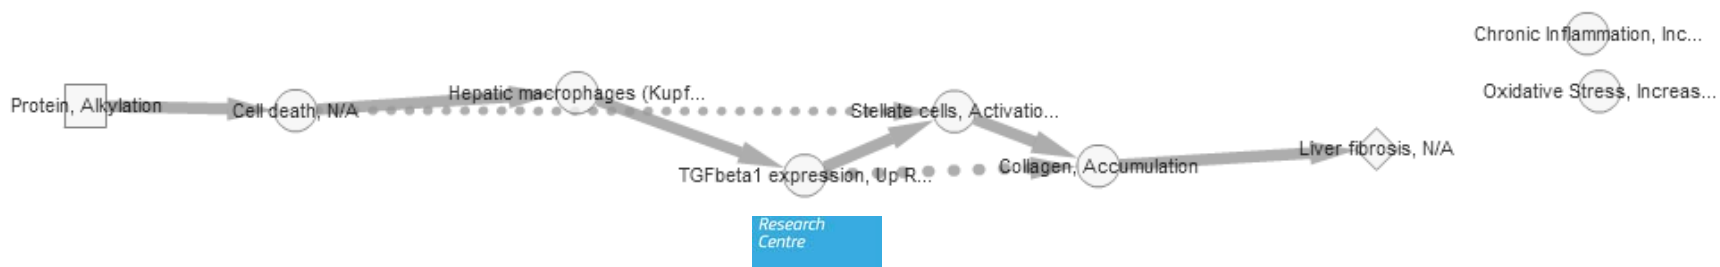 Chronic Inflammation, Inc...
Oxidative Stress, Increas...
Protein, Alkylation
Cell death, N/A
Hepatic macrophages (Kupf...
Stellate cells, Activatio...
TGFbeta1 expression, Up R...
Collagen, Accumulation
Liver fibrosis, N/A
Research
Centre